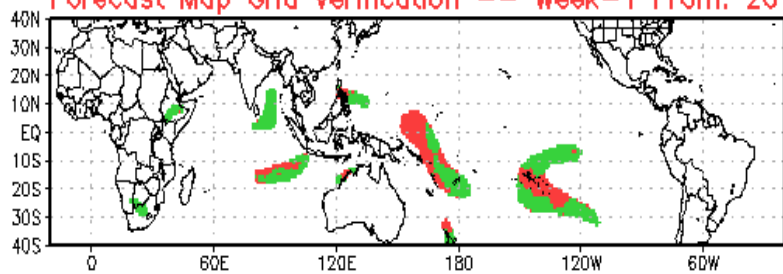 Forecast Map Grid Verification -- Week-1 From: 20
40N
30N
20N
10N
EQ
10S
20S
30S
40S
0 60E 120E 180 120W 60W